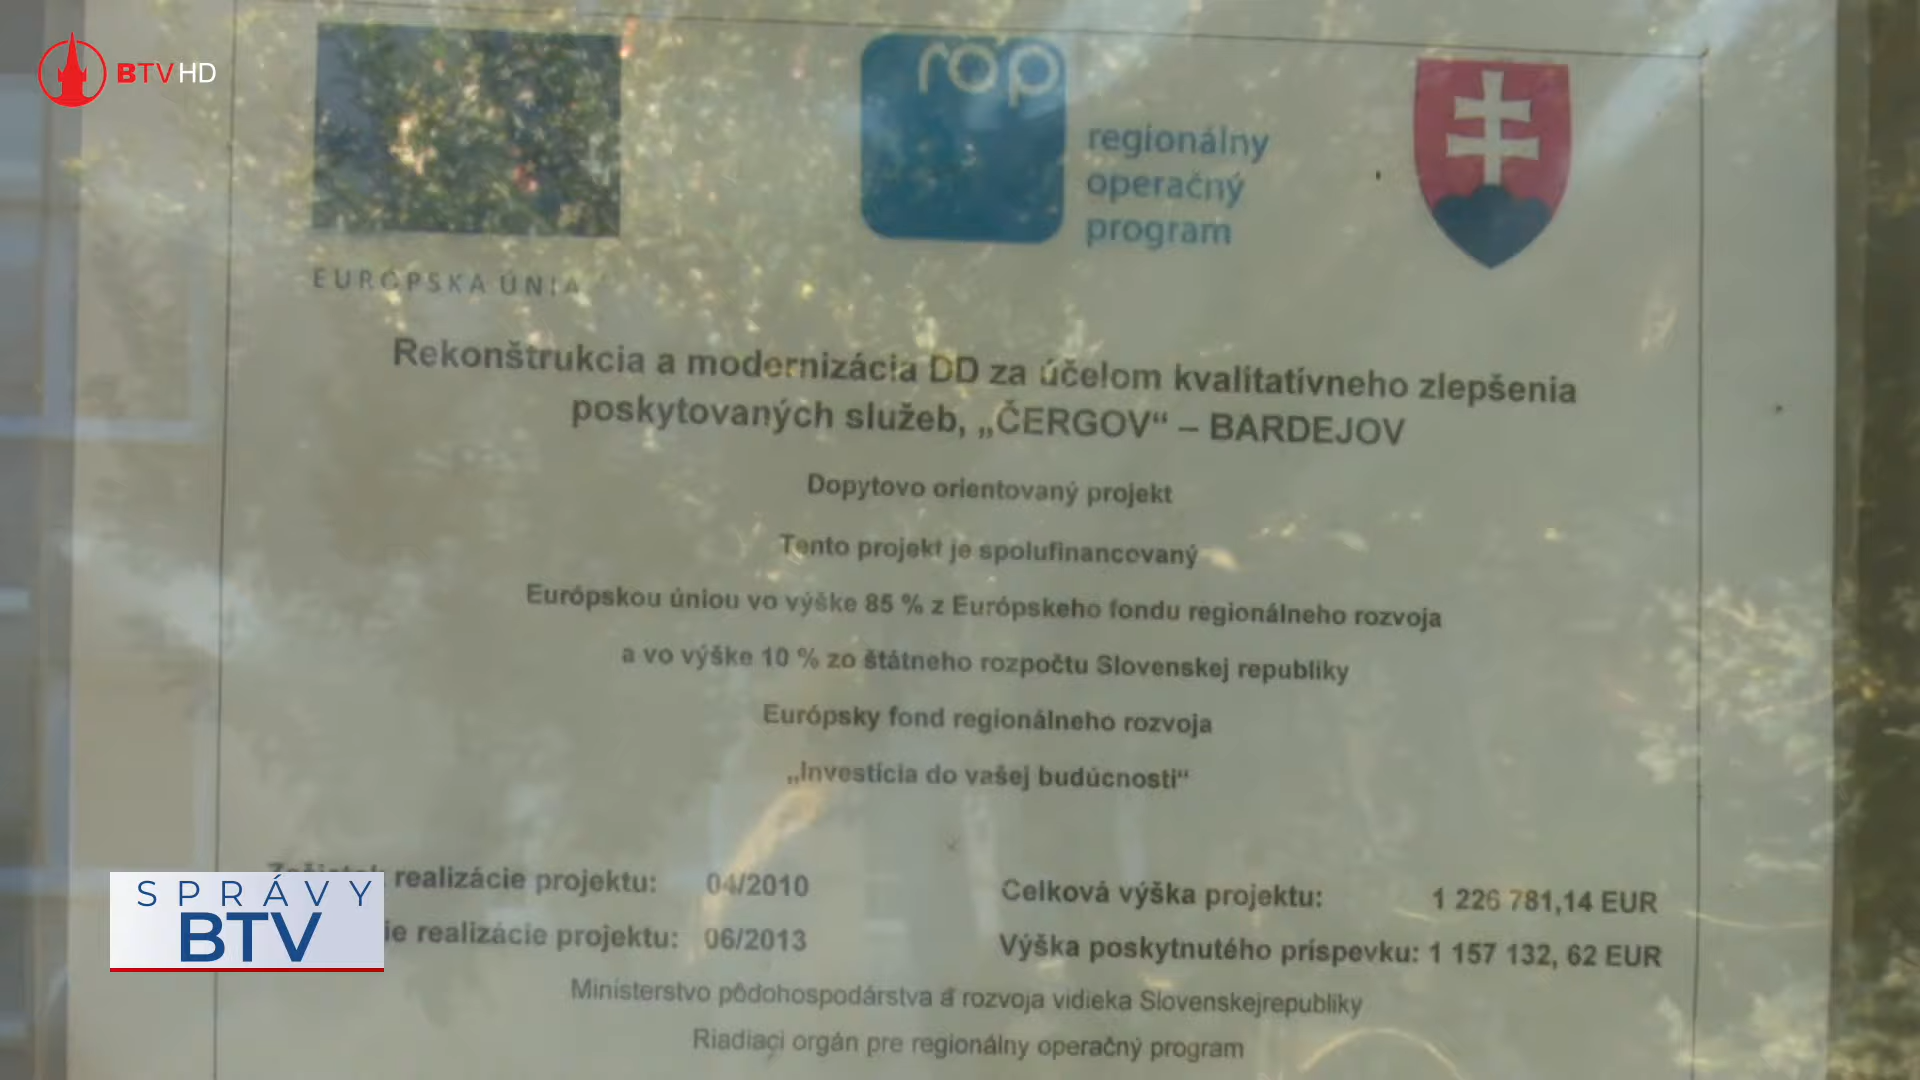 BTV HD
rop
regionálny
operačný
program
EURÓPSKA ÚNIA
Rekonštrukcia a modernizácia DD za účelom kvalitatívneho zlepšenia
poskytovaných služeb, „ČERGOV“ – BARDEJOV
Dopytovo orientovaný projekt
Tento projekt je spolufinancovaný
Európskou úniou vo výške 85 % z Európskeho fondu regionálneho rozvoja
a vo výške 10 % zo štátneho rozpočtu Slovenskej republiky
Európsky fond regionálneho rozvoja
„Investícia do vašej budúcnosti“
realizácie projektu: 04/2010 Celková výška projektu: 1 226 781,14 EUR
realizácie projektu: 06/2013 Výška poskytnutého príspevku: 1 157 132, 62 EUR
SPRÁVY
BTV
Ministerstvo pôdohospodárstva a rozvoja vidieka Slovenskejrepubliky
Riadiaci orgán pre regionálny operačný program